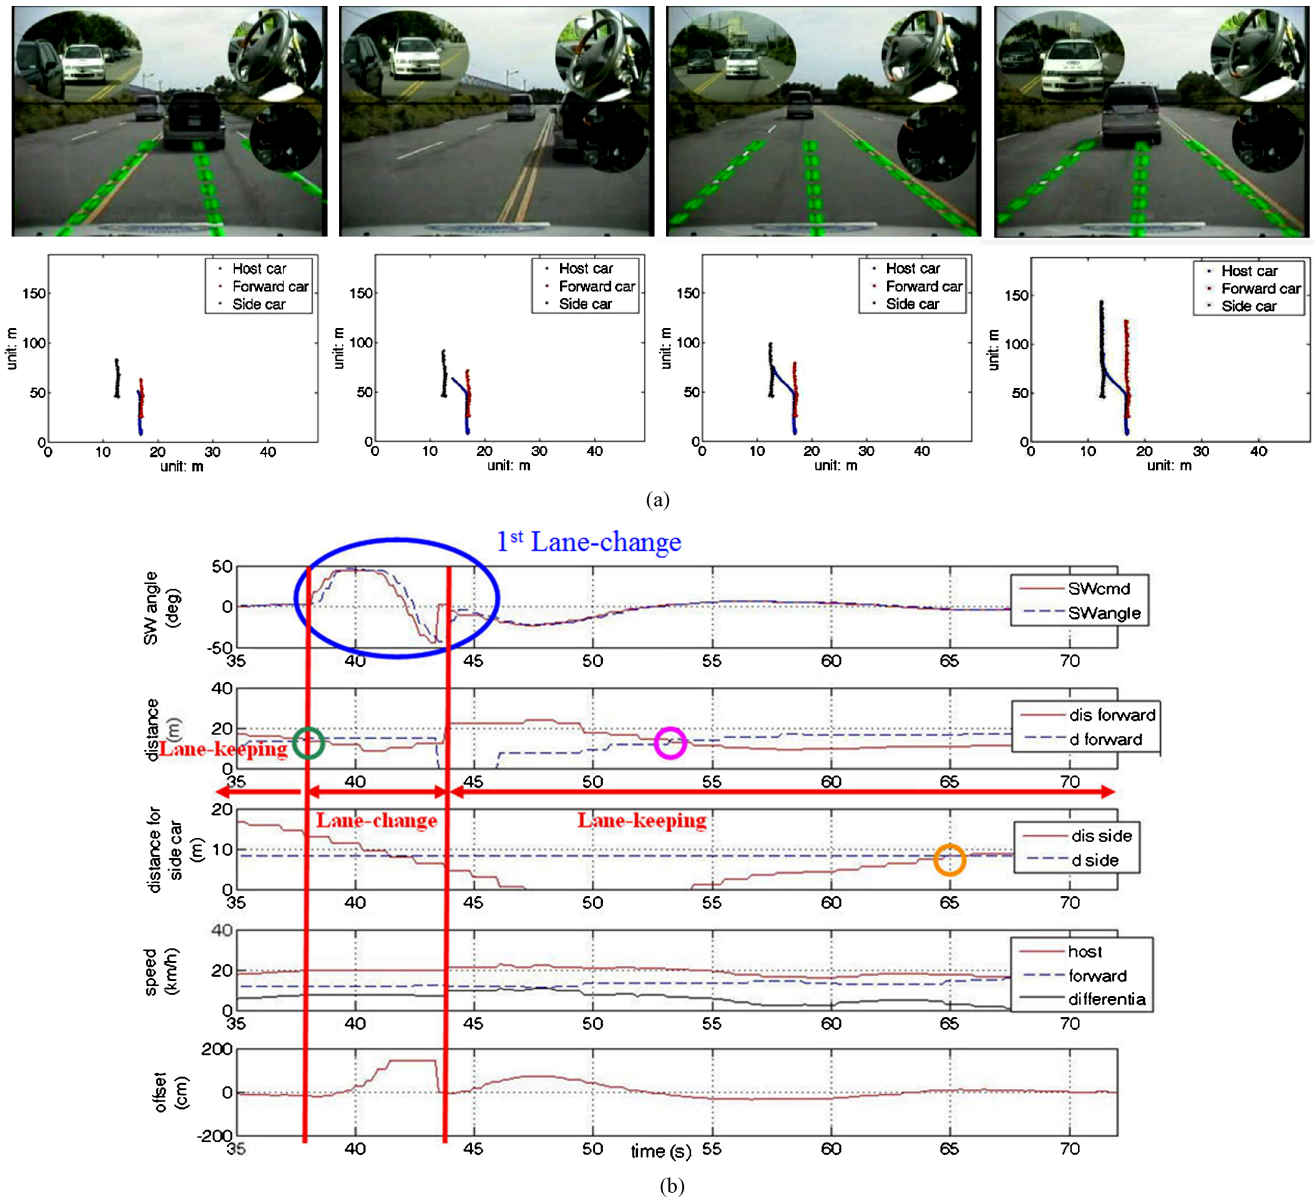 Host car
Forward car
Side car
150
100
50
0
unit: m
0 10 20 30 40
unit: m
Host car
Forward car
Side car
150
100
50
0
unit: m
0 10 20 30 40
unit: m
Host car
Forward car
Side car
150
100
50
0
unit: m
0 10 20 30 40
unit: m
Host car
Forward car
Side car
150
100
50
0
unit: m
0 10 20 30 40
unit: m
(a)
1st Lane-change
50
0
-50
SW angle
(deg)
SWcmd
SWangle
35 40 45 50 55 60 65 70
40
20
0
distance
(m)
dis forward
d forward
Lane-keeping
35 40 45 50 55 60 65 70
Lane-change
Lane-keeping
20
10
0
distance for
side car
(m)
dis side
d side
35 40 45 50 55 60 65 70
40
20
0
speed
(km/h)
host
forward
differentia
35 40 45 50 55 60 65 70
200
0
-200
offset
(cm)
35 40 45 50 55 60 65 70
time (s)
(b)